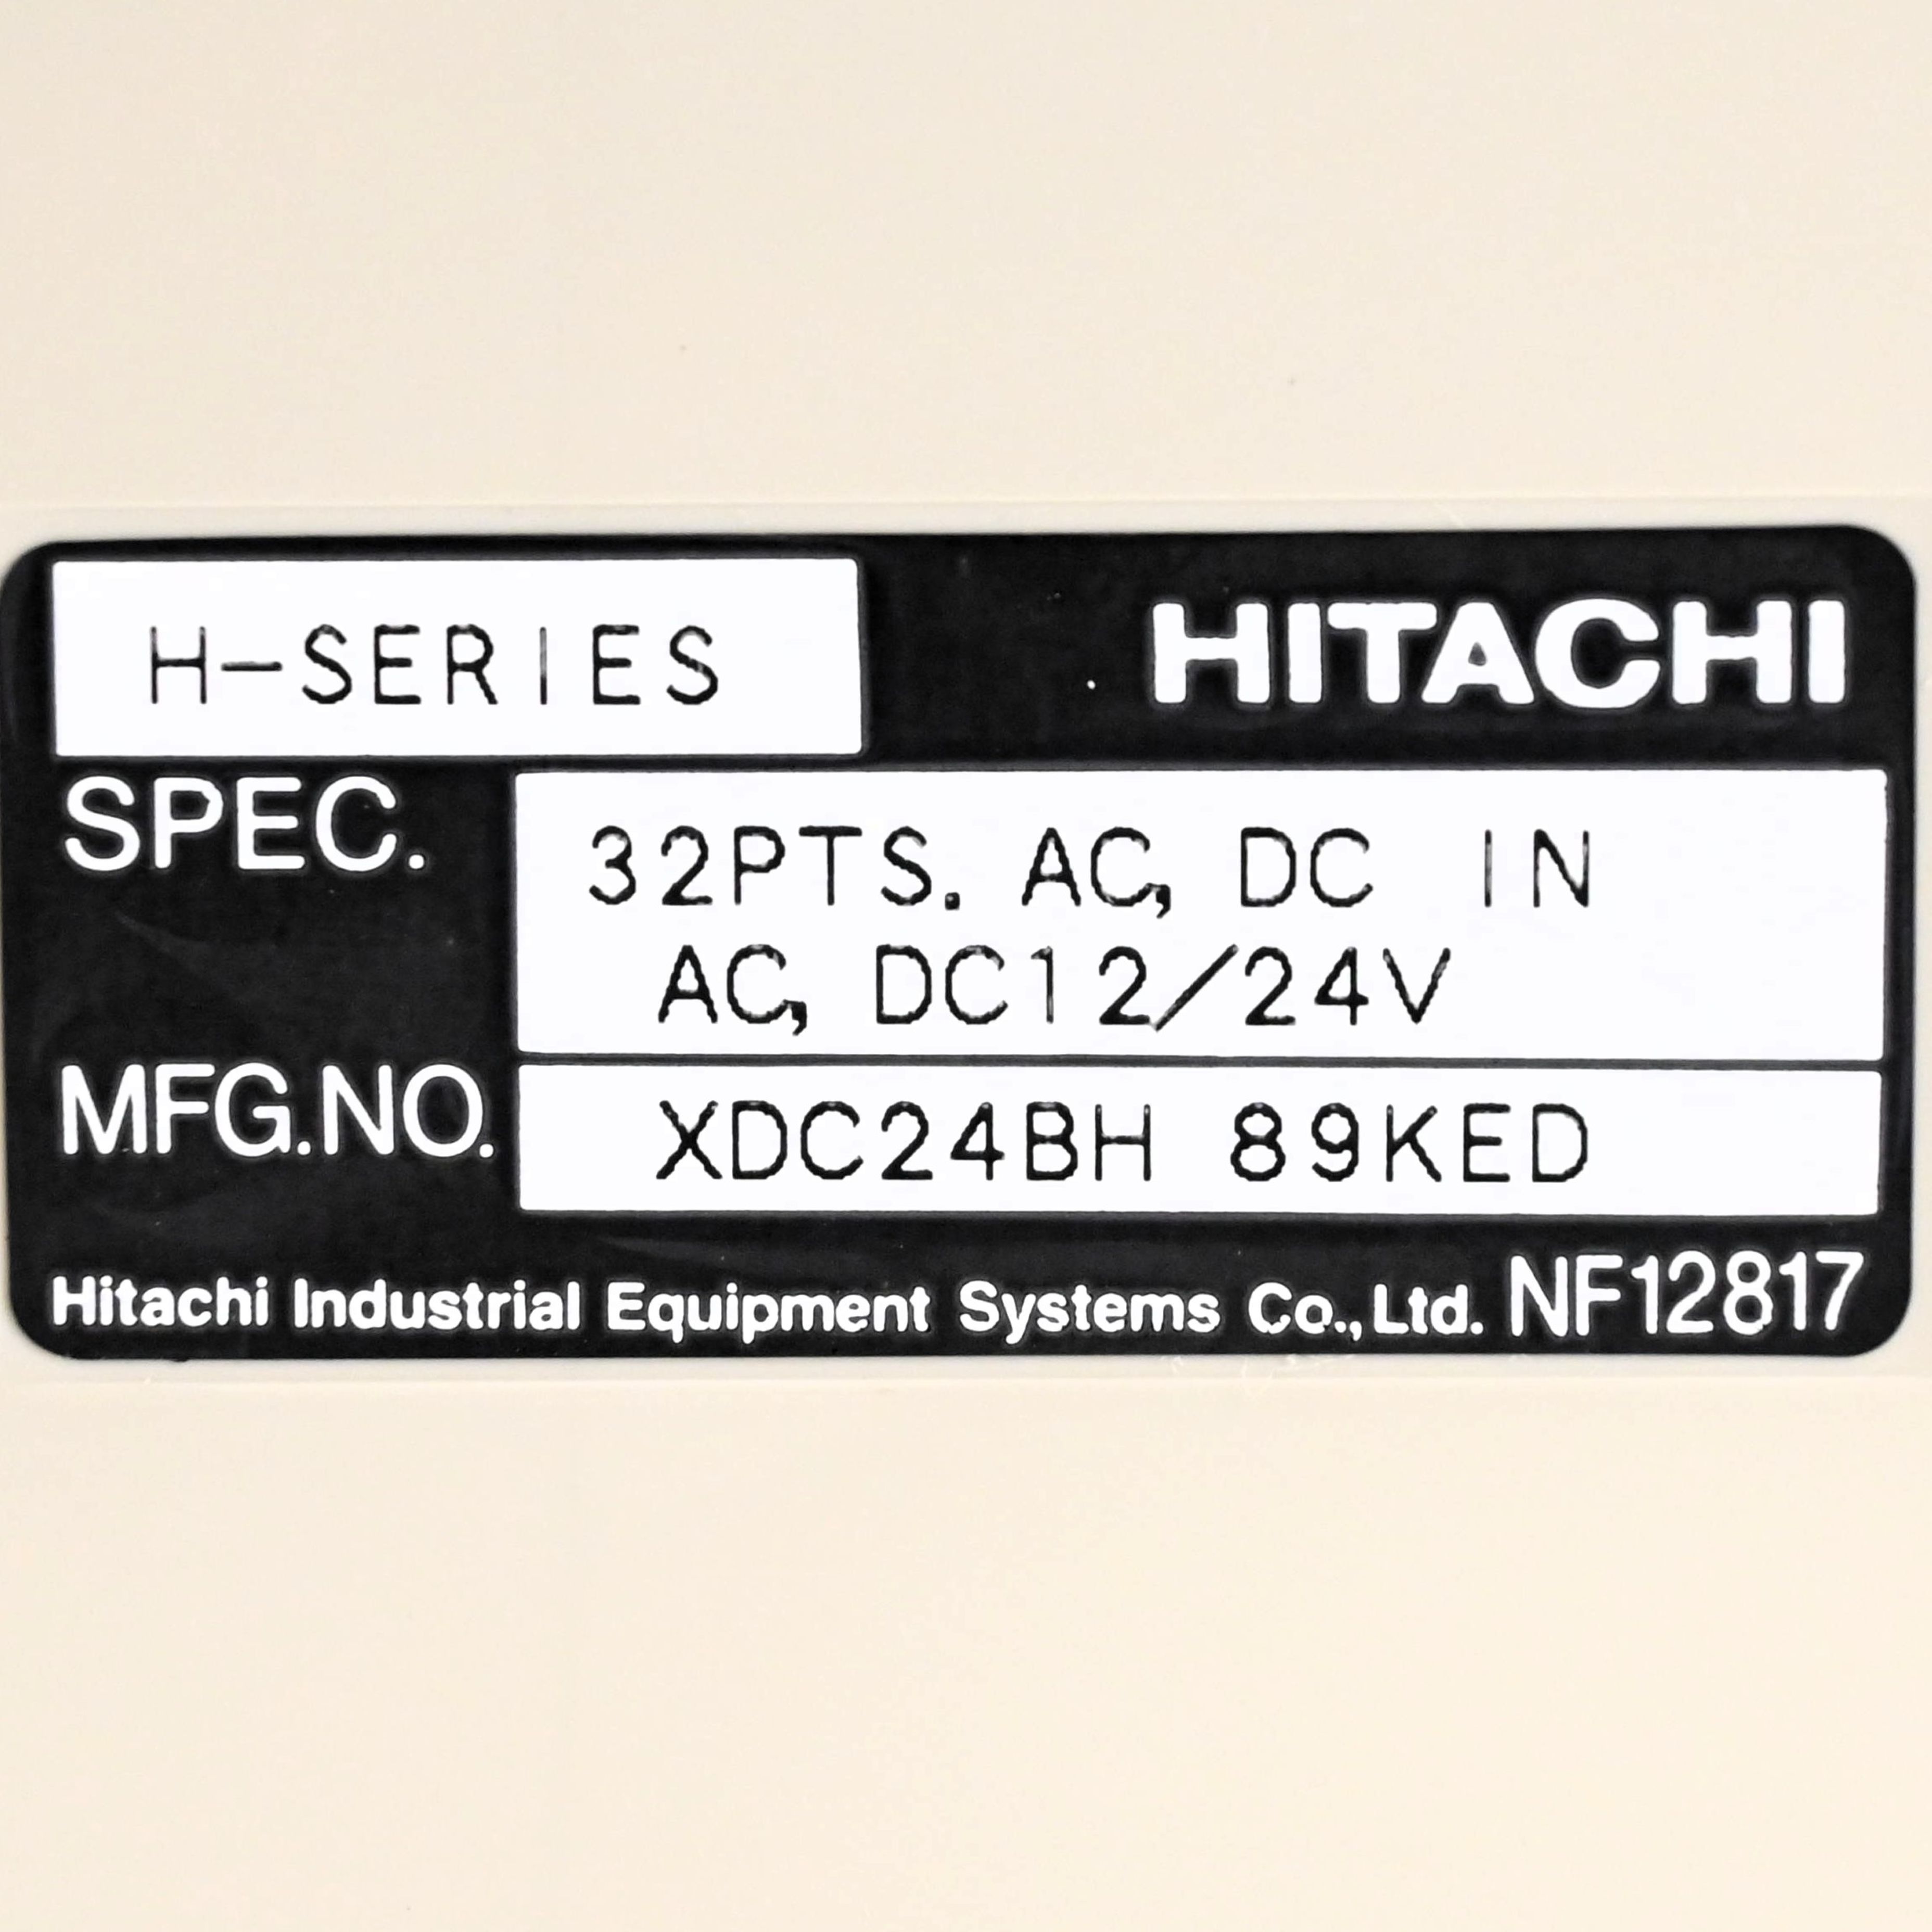 H-SERIES
HITACHI
SPEC.
32PTS. AC, DC IN
AC, DC12/24V
MFG.NO.
XDC24BH 89KED
Hitachi Industrial Equipment Systems Co.,Ltd. NF12817